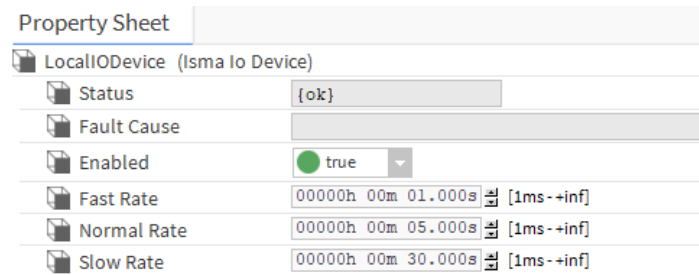 Property Sheet
LocalIODevice (Isma Io Device)
Status {ok}
Fault Cause
Enabled true
Fast Rate 00000h 00m 01.000s [1ms-+inf]
Normal Rate 00000h 00m 05.000s [1ms-+inf]
Slow Rate 00000h 00m 30.000s [1ms-+inf]